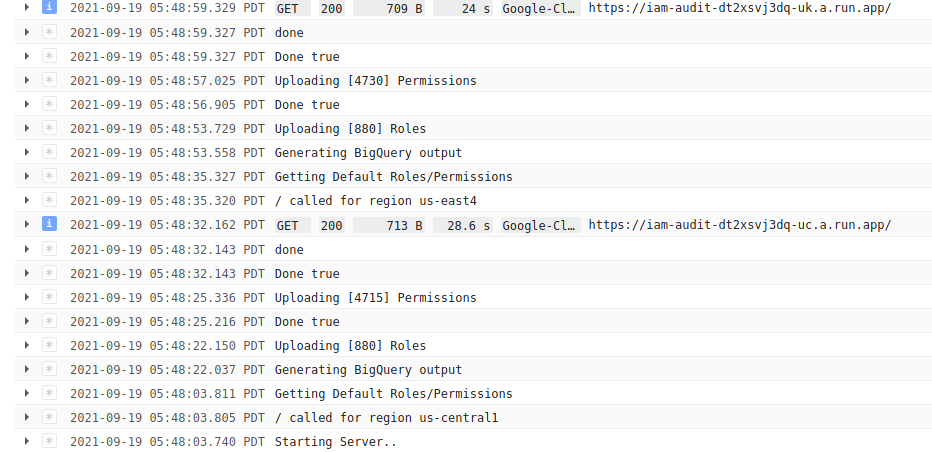 i 2021-09-19 05:48:59.329 PDT GET 200 709 B 24 s Google-Cl… https://iam-audit-dt2xsvj3dq-uk.a.run.app/
* 2021-09-19 05:48:59.327 PDT done
* 2021-09-19 05:48:59.327 PDT Done true
* 2021-09-19 05:48:57.025 PDT Uploading [4730] Permissions
* 2021-09-19 05:48:56.905 PDT Done true
* 2021-09-19 05:48:53.729 PDT Uploading [880] Roles
* 2021-09-19 05:48:53.558 PDT Generating BigQuery output
* 2021-09-19 05:48:35.327 PDT Getting Default Roles/Permissions
* 2021-09-19 05:48:35.320 PDT / called for region us-east4
i 2021-09-19 05:48:32.162 PDT GET 200 713 B 28.6 s Google-Cl… https://iam-audit-dt2xsvj3dq-uc.a.run.app/
* 2021-09-19 05:48:32.143 PDT done
* 2021-09-19 05:48:32.143 PDT Done true
* 2021-09-19 05:48:25.336 PDT Uploading [4715] Permissions
* 2021-09-19 05:48:25.216 PDT Done true
* 2021-09-19 05:48:22.150 PDT Uploading [880] Roles
* 2021-09-19 05:48:22.037 PDT Generating BigQuery output
* 2021-09-19 05:48:03.811 PDT Getting Default Roles/Permissions
* 2021-09-19 05:48:03.805 PDT / called for region us-central1
* 2021-09-19 05:48:03.740 PDT Starting Server..